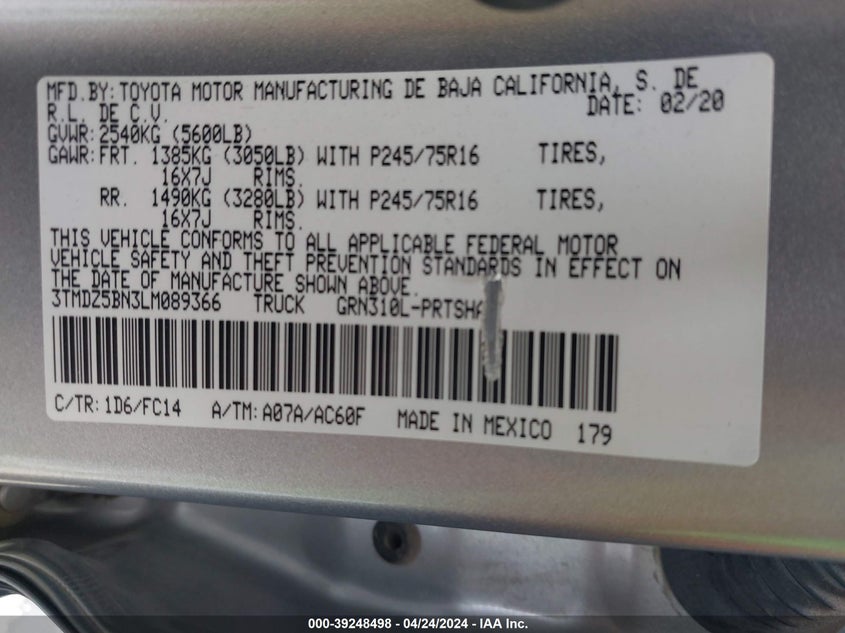 MFD.BY:TOYOTA MOTOR MANUFACTURING DE BAJA CALIFORNIA, S. DE
R.L. DE C.V. DATE: 02/20
GVWR:2540KG (5600LB)
GAWR:FRT. 1385KG (3050LB) WITH P245/75R16 TIRES,
16X7J RIMS.
RR. 1490KG (3280LB) WITH P245/75R16 TIRES,
16X7J RIMS.
THIS VEHICLE CONFORMS TO ALL APPLICABLE FEDERAL MOTOR
VEHICLE SAFETY AND THEFT PREVENTION STANDARDS IN EFFECT ON
THE DATE OF MANUFACTURE SHOWN ABOVE.
3TMDZ5BN3LM089366 TRUCK GRN310L-PRTSHA
C/TR:1D6/FC14 A/TM:A07A/AC60F MADE IN MEXICO 179
000-39248498 - 04/24/2024 - IAA Inc.